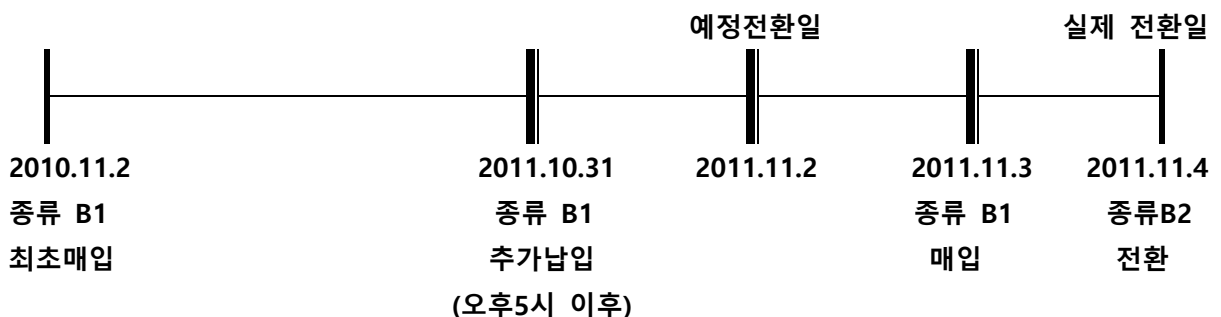 예정전환일 실제 전환일
2010.11.2 2011.10.31 2011.11.2 2011.11.3 2011.11.4
종류 B1 종류 B1 종류 B1 종류B2
최초매입 추가납입 매입 전환
(오후5시 이후)